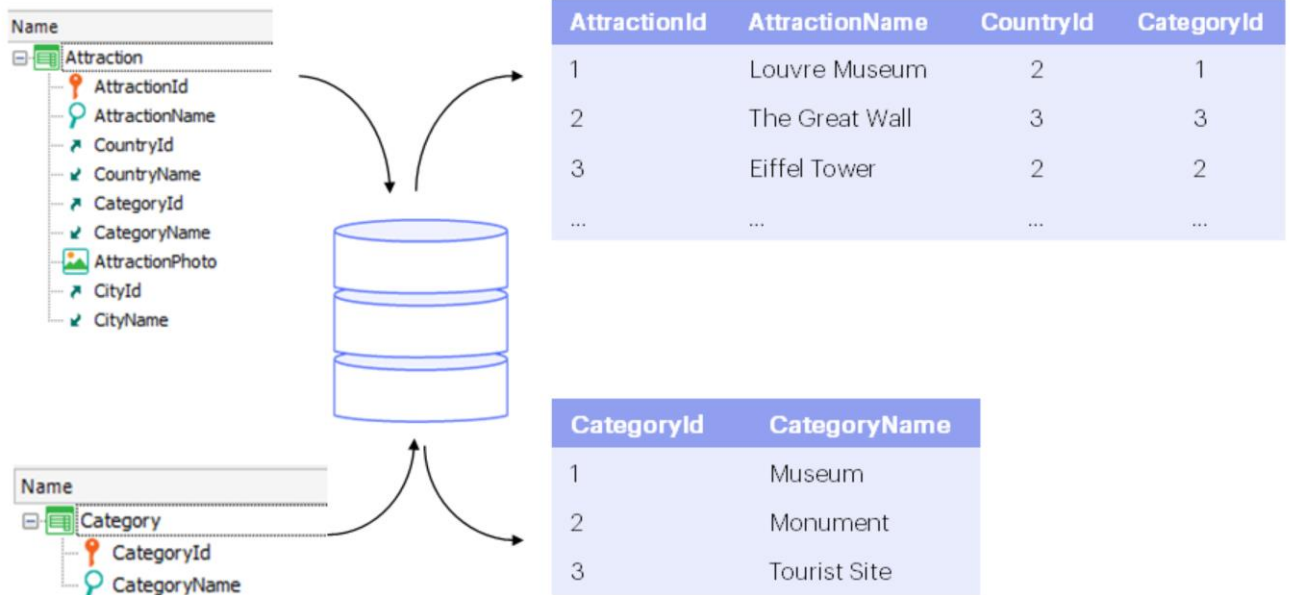 Name
Attraction
AttractionId
AttractionName
CountryId
CountryName
CategoryId
CategoryName
AttractionPhoto
CityId
CityName
AttractionId AttractionName CountryId CategoryId
1 Louvre Museum 2 1
2 The Great Wall 3 3
3 Eiffel Tower 2 2
... ... ... ...
Name
Category
CategoryId
CategoryName
CategoryId CategoryName
1 Museum
2 Monument
3 Tourist Site